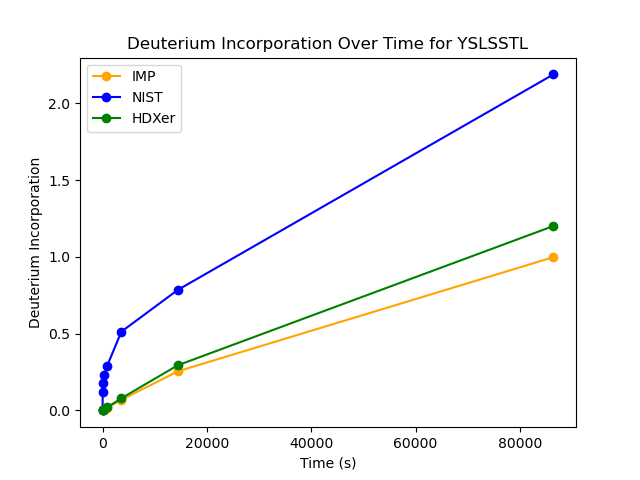 Deuterium Incorporation Over Time for YSLSSTL
IMP
NIST
HDXer
Deuterium Incorporation
2.0
1.5
1.0
0.5
0.0
0 20000 40000 60000 80000
Time (s)